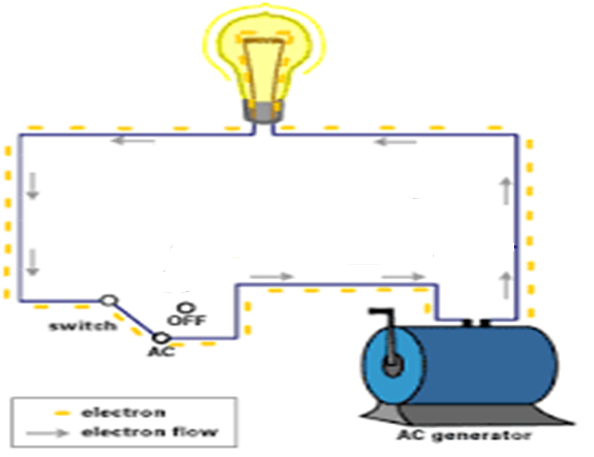 OFF
switch
AC
electron
electron flow
AC generator